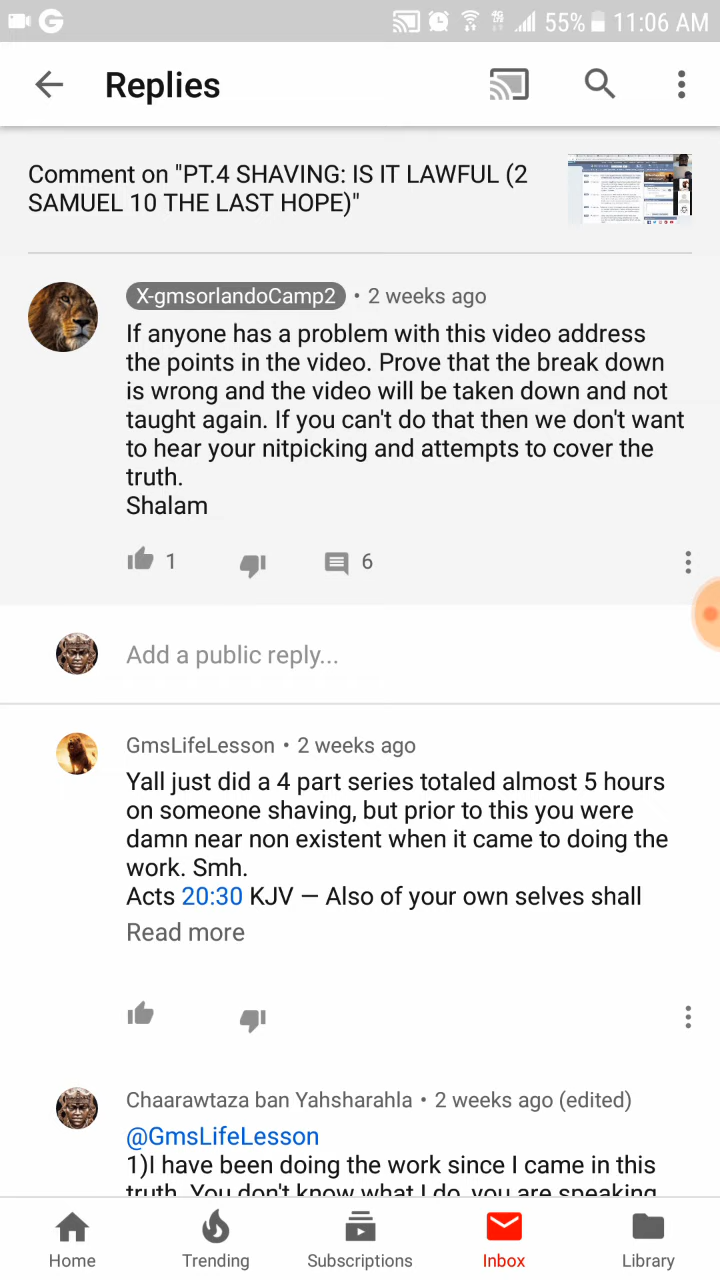 55% 11:06 AM
Replies
Comment on "PT.4 SHAVING: IS IT LAWFUL (2
SAMUEL 10 THE LAST HOPE)"
X-gmsorlandoCamp2 • 2 weeks ago
If anyone has a problem with this video address
the points in the video. Prove that the break down
is wrong and the video will be taken down and not
taught again. If you can't do that then we don't want
to hear your nitpicking and attempts to cover the
truth.
Shalam
1 6
Add a public reply...
GmsLifeLesson • 2 weeks ago
Yall just did a 4 part series totaled almost 5 hours
on someone shaving, but prior to this you were
damn near non existent when it came to doing the
work. Smh.
Acts 20:30 KJV — Also of your own selves shall
Read more
Chaarawtaza ban Yahsharahla • 2 weeks ago (edited)
@GmsLifeLesson
1)I have been doing the work since I came in this
truth. You don't know what I do, you are speaking
Home Trending Subscriptions Inbox Library